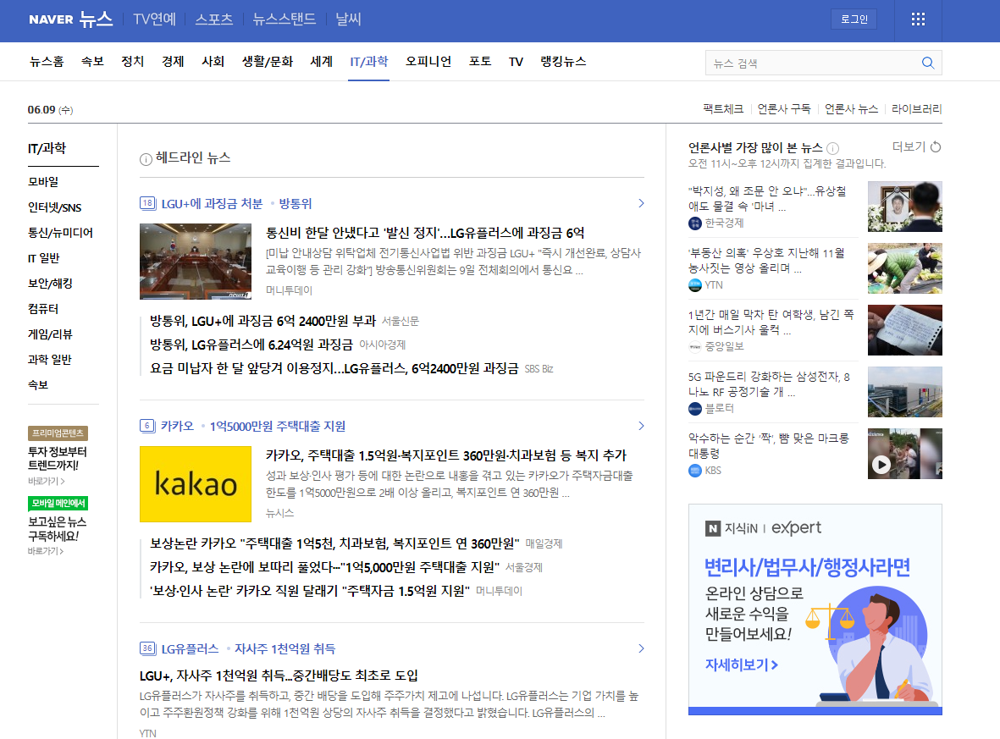 NAVER 뉴스 TV연예 스포츠 뉴스스탠드 날씨 로그인
뉴스홈 속보 정치 경제 사회 생활/문화 세계 IT/과학 오피니언 포토 TV 랭킹뉴스
뉴스 검색
06.09 (수)
팩트체크 언론사 구독 언론사 뉴스 라이브러리
IT/과학
모바일
인터넷/SNS
통신/뉴미디어
IT 일반
보안/해킹
컴퓨터
게임/리뷰
과학 일반
속보
프리미엄콘텐츠
투자 정보부터
트렌드까지!
바로가기 >
모바일 메인에서
보고싶은 뉴스
구독하세요!
바로가기 >
헤드라인 뉴스
18 LGU+에 과징금 처분 • 방통위
news1
통신비 한달 안냈다고 '발신 정지'…LG유플러스에 과징금 6억
[미납 안내상담 위탁업체 전기통신사업법 위반 과징금 LGU+ "즉시 개선완료, 상담사
교육이행 등 관리 강화"] 방송통신위원회는 9일 전체회의에서 통신요 ...
머니투데이
방통위, LGU+에 과징금 6억 2400만원 부과 서울신문
방통위, LG유플러스에 6.24억원 과징금 아시아경제
요금 미납자 한 달 앞당겨 이용정지…LG유플러스, 6억2400만원 과징금 SBS Biz
6 카카오 • 1억5000만원 주택대출 지원
kakao
카카오, 주택대출 1.5억원·복지포인트 360만원·치과보험 등 복지 추가
성과 보상·인사 평가 등에 대한 논란으로 내홍을 겪고 있는 카카오가 주택자금대출
한도를 1억5000만원으로 2배 이상 올리고, 복지포인트 연 360만원 ...
뉴시스
보상논란 카카오 "주택대출 1억5천, 치과보험, 복지포인트 연 360만원" 매일경제
카카오, 보상 논란에 보따리 풀었다…"1억5,000만원 주택대출 지원" 서울경제
'보상·인사 논란' 카카오 직원 달래기 "주택자금 1.5억원 지원" 머니투데이
36 LG유플러스 • 자사주 1천억원 취득
LGU+, 자사주 1천억원 취득…중간배당도 최초로 도입
LG유플러스가 자사주를 취득하고, 중간 배당을 도입해 주주가치 제고에 나섭니다. LG유플러스는 기업 가치를 높
이고 주주환원정책 강화를 위해 1천억원 상당의 자사주 취득을 결정했다고 밝혔습니다. LG유플러스의 ...
YTN
언론사별 가장 많이 본 뉴스 더보기
오전 11시~오후 12시까지 집계한 결과입니다.
"박지성, 왜 조문 안 오냐"…유상철
애도 물결 속 '마녀 ...
한국경제
'부동산 의혹' 우상호 지난해 11월
농사짓는 영상 올리며 ...
YTN
1년간 매일 막차 탄 여학생, 남긴 쪽
지에 버스기사 울컥 ...
중앙일보
5G 파운드리 강화하는 삼성전자, 8
나노 RF 공정기술 개 ...
블로터
악수하는 순간 '짝', 뺨 맞은 마크롱
대통령
KBS
N 지식iN | eχpert
변리사/법무사/행정사라면
온라인 상담으로
새로운 수익을
만들어보세요!
자세히보기 >